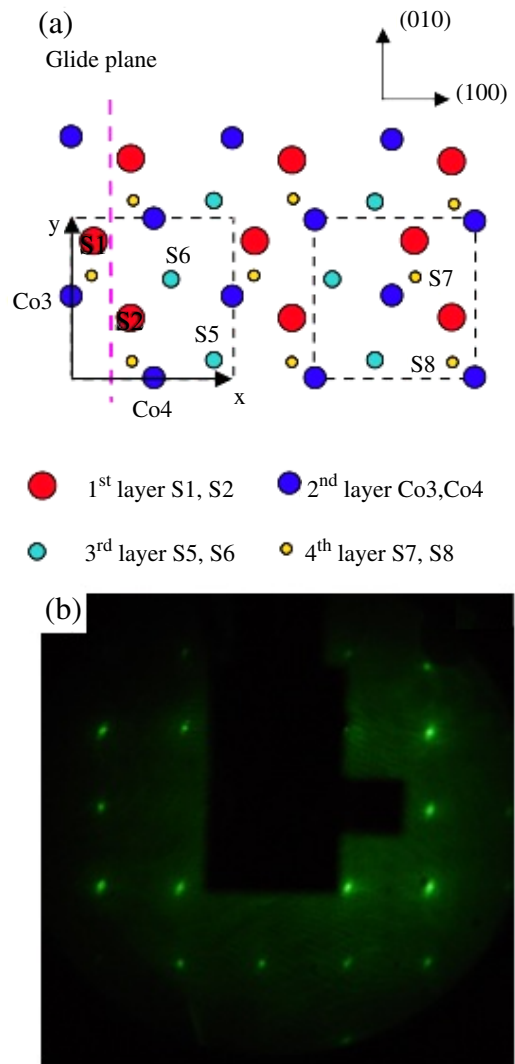 (a)
Glide plane
(010)
(100)
y
S1
S6
S7
Co3
S2
S5
S8
x
Co4
1st layer S1, S2
2nd layer Co3,Co4
3rd layer S5, S6
4th layer S7, S8
(b)